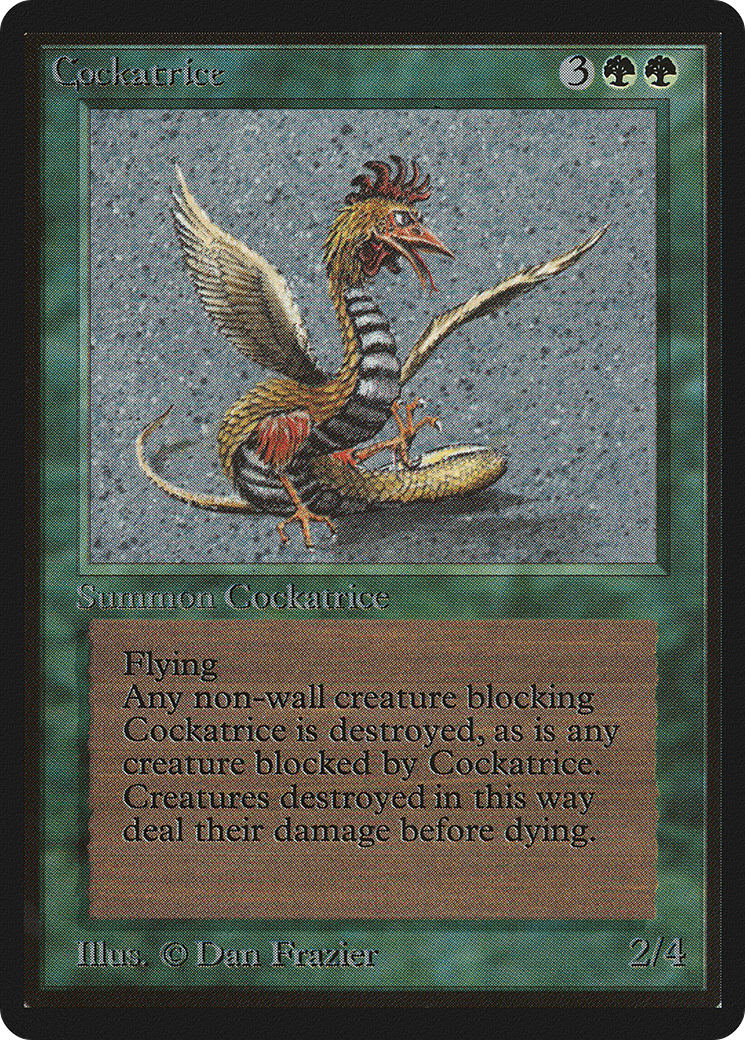 Cockatrice 3
Summon Cockatrice
Flying
Any non-wall creature blocking
Cockatrice is destroyed, as is any
creature blocked by Cockatrice.
Creatures destroyed in this way
deal their damage before dying.
Illus. © Dan Frazier 2/4